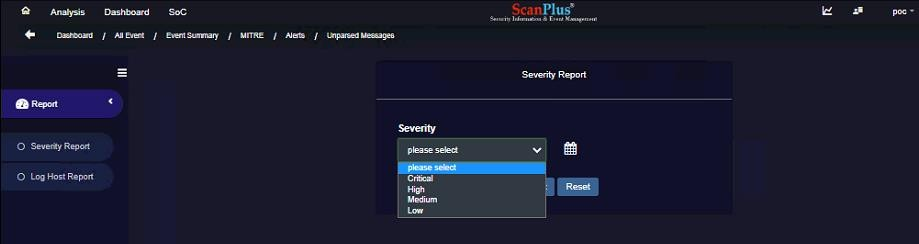 Analysis Dashboard SoC
ScanPlus®
Security Information & Event Management
poc
Dashboard / All Event / Event Summary / MITRE / Alerts / Unparsed Messages
Report
Severity Report
Log Host Report
Severity Report
Severity
please select
please select
Critical
High
Medium
Low
Reset